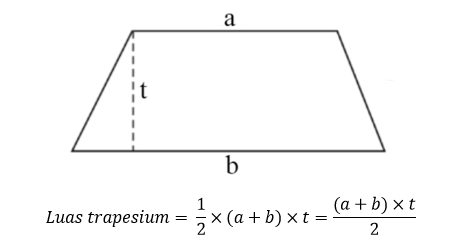 a
t
b
Luas trapesium = 1/2 × (a + b) × t = (a + b) × t / 2